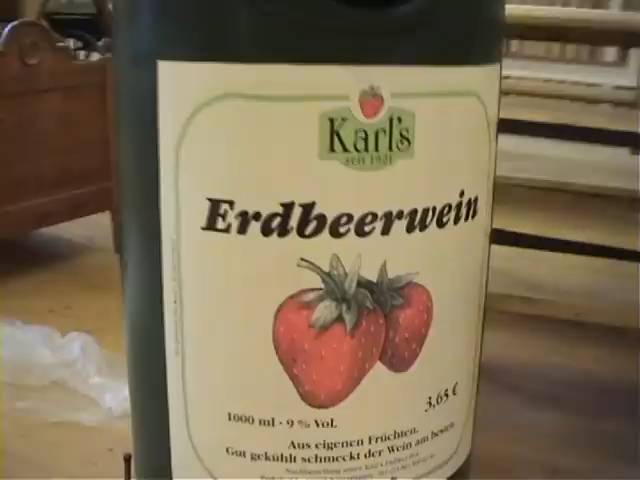 Karl's
seit 1921
Erdbeerwein
3,65 €
1000 ml · 9 % Vol.
Aus eigenen Früchten.
Gut gekühlt schmeckt der Wein am besten